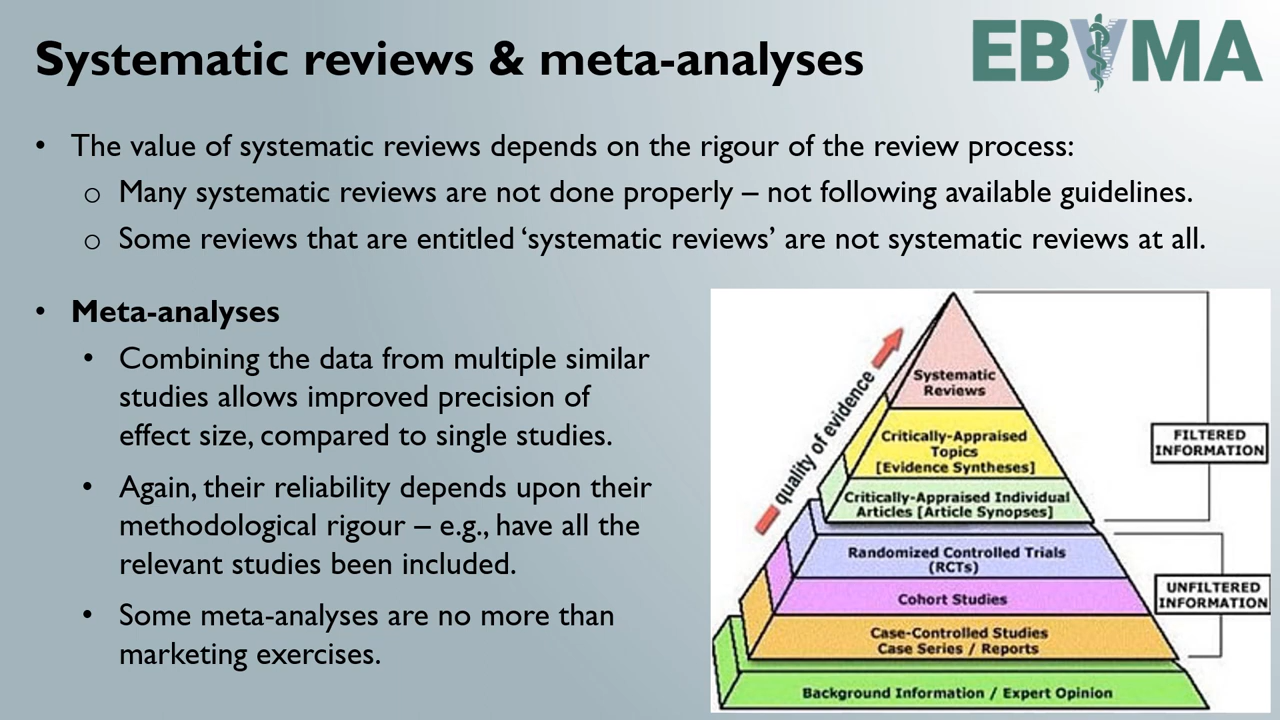 Systematic reviews & meta-analyses
EBVMA
• The value of systematic reviews depends on the rigour of the review process:
o Many systematic reviews are not done properly – not following available guidelines.
o Some reviews that are entitled ‘systematic reviews’ are not systematic reviews at all.
• Meta-analyses
• Combining the data from multiple similar
studies allows improved precision of
effect size, compared to single studies.
• Again, their reliability depends upon their
methodological rigour – e.g., have all the
relevant studies been included.
• Some meta-analyses are no more than
marketing exercises.
quality of evidence
Systematic
Reviews
Critically-Appraised
Topics
[Evidence Syntheses]
Critically-Appraised Individual
Articles [Article Synopses]
Randomized Controlled Trials
(RCTs)
Cohort Studies
Case-Controlled Studies
Case Series / Reports
Background Information / Expert Opinion
FILTERED
INFORMATION
UNFILTERED
INFORMATION